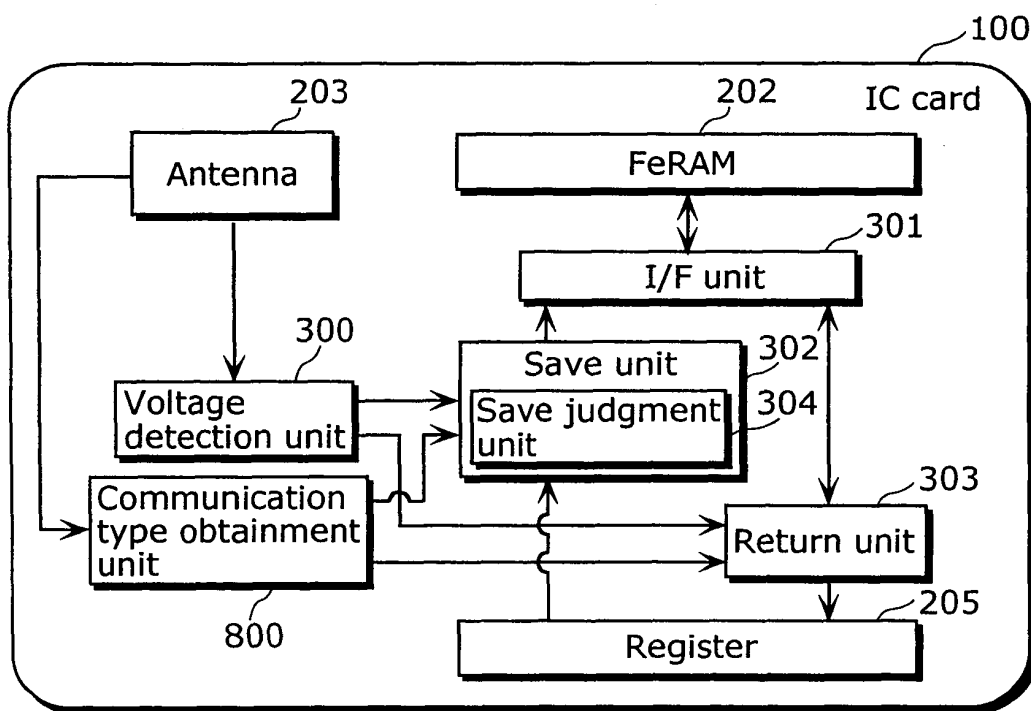 100
203
202
IC card
Antenna
FeRAM
301
I/F unit
300
302
Save unit
Voltage
detection unit
Save judgment
unit
304
Communication
type obtainment
unit
303
Return unit
800
205
Register